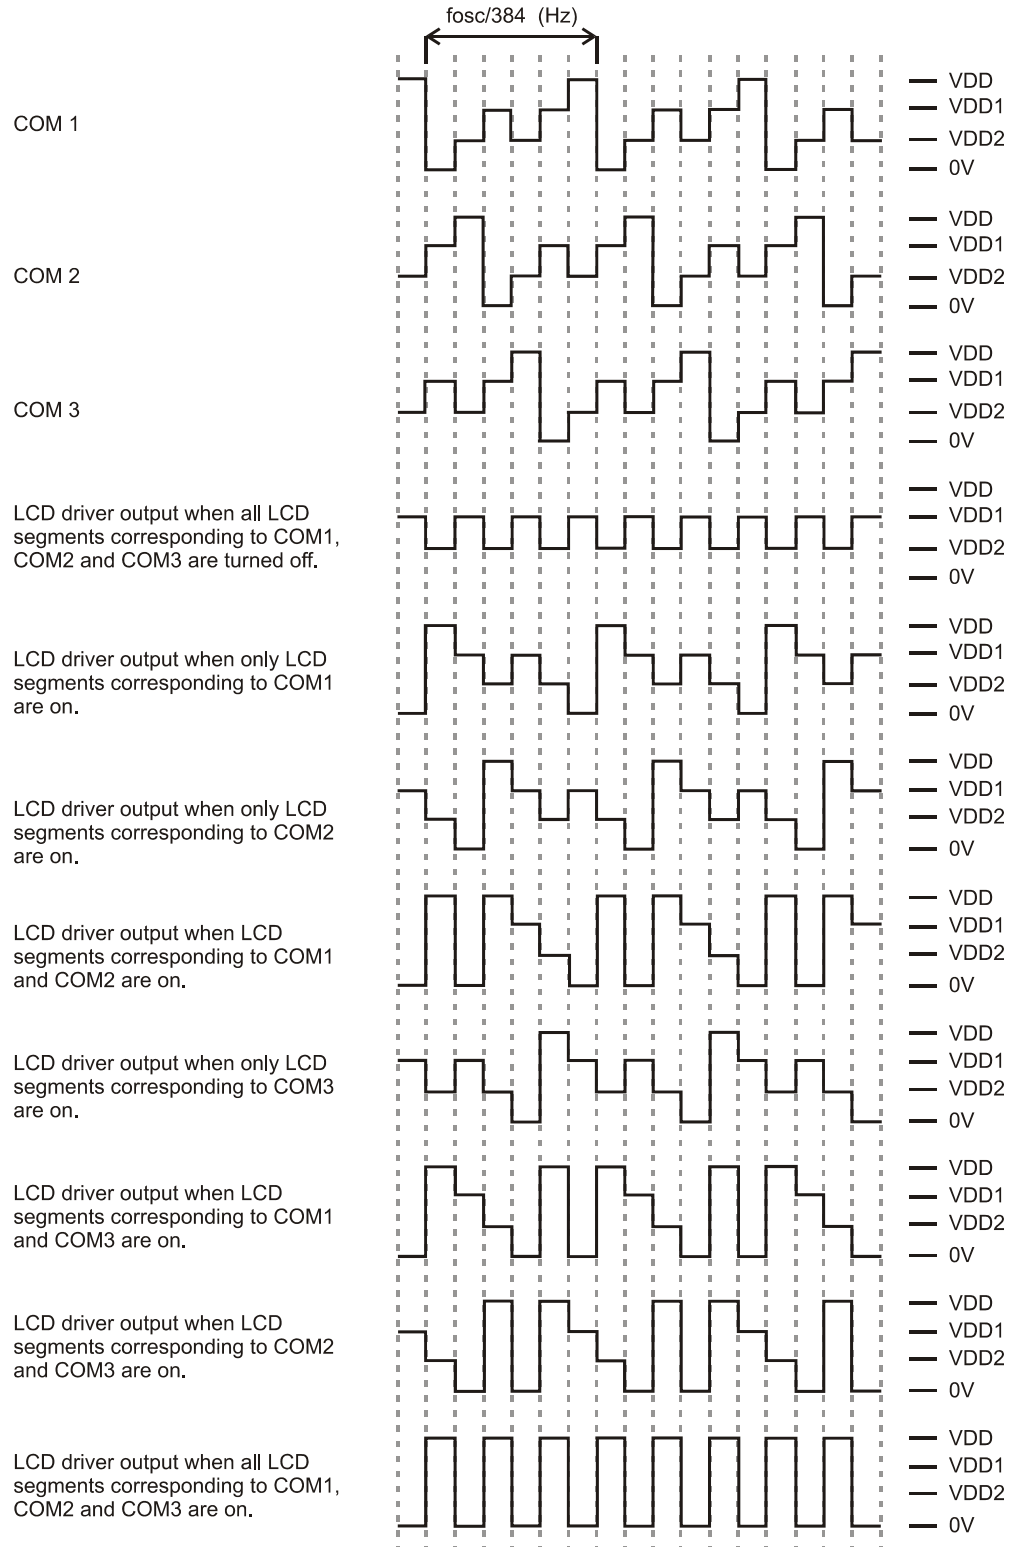 fosc/384 (Hz)
COM 1
VDD
VDD1
VDD2
0V
COM 2
VDD
VDD1
VDD2
0V
COM 3
VDD
VDD1
VDD2
0V
LCD driver output when all LCD
segments corresponding to COM1,
COM2 and COM3 are turned off.
VDD
VDD1
VDD2
0V
LCD driver output when only LCD
segments corresponding to COM1
are on.
VDD
VDD1
VDD2
0V
LCD driver output when only LCD
segments corresponding to COM2
are on.
VDD
VDD1
VDD2
0V
LCD driver output when LCD
segments corresponding to COM1
and COM2 are on.
VDD
VDD1
VDD2
0V
LCD driver output when only LCD
segments corresponding to COM3
are on.
VDD
VDD1
VDD2
0V
LCD driver output when LCD
segments corresponding to COM1
and COM3 are on.
VDD
VDD1
VDD2
0V
LCD driver output when LCD
segments corresponding to COM2
and COM3 are on.
VDD
VDD1
VDD2
0V
LCD driver output when all LCD
segments corresponding to COM1,
COM2 and COM3 are on.
VDD
VDD1
VDD2
0V